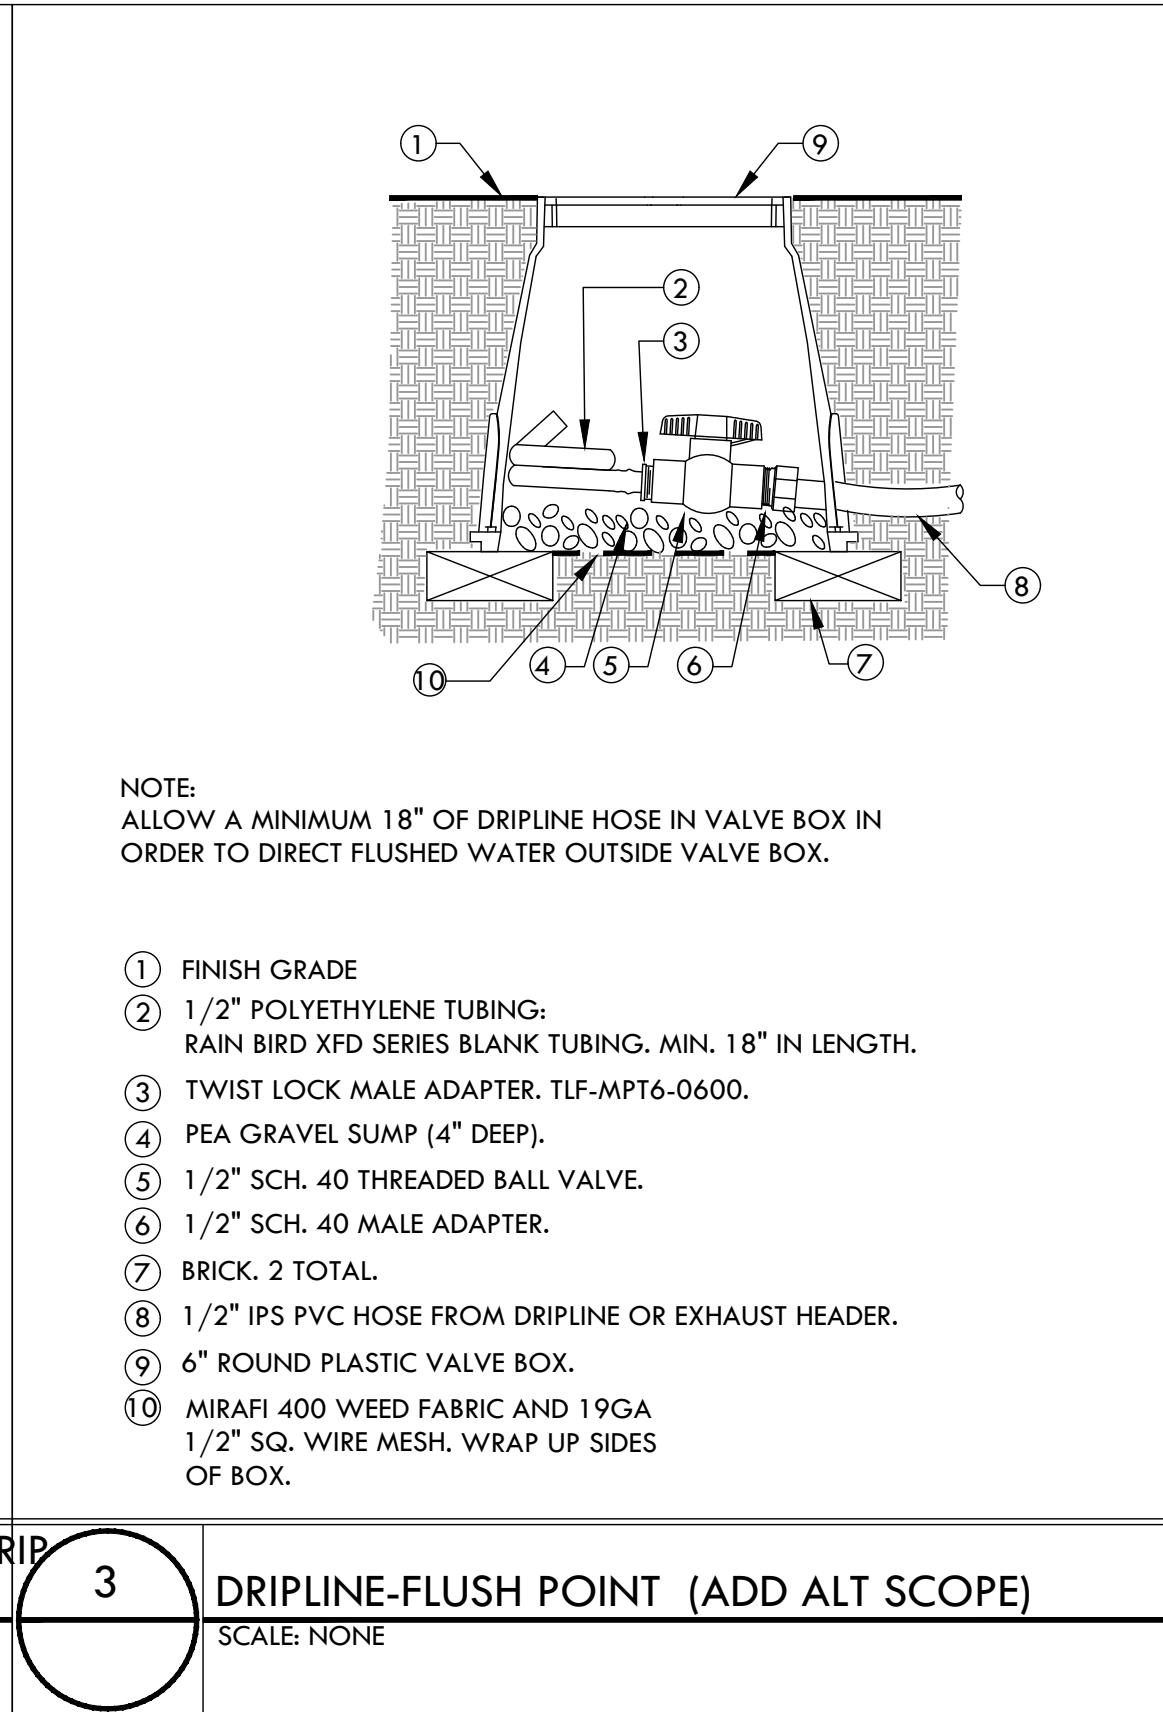 1
9
2
3
8
4
5
6
7
10
NOTE:
ALLOW A MINIMUM 18" OF DRIPLINE HOSE IN VALVE BOX IN
ORDER TO DIRECT FLUSHED WATER OUTSIDE VALVE BOX.
1 FINISH GRADE
2 1/2" POLYETHYLENE TUBING:
RAIN BIRD XFD SERIES BLANK TUBING. MIN. 18" IN LENGTH.
3 TWIST LOCK MALE ADAPTER. TLF-MPT6-0600.
4 PEA GRAVEL SUMP (4" DEEP).
5 1/2" SCH. 40 THREADED BALL VALVE.
6 1/2" SCH. 40 MALE ADAPTER.
7 BRICK. 2 TOTAL.
8 1/2" IPS PVC HOSE FROM DRIPLINE OR EXHAUST HEADER.
9 6" ROUND PLASTIC VALVE BOX.
10 MIRAFI 400 WEED FABRIC AND 19GA
1/2" SQ. WIRE MESH. WRAP UP SIDES
OF BOX.
RIP
3
DRIPLINE-FLUSH POINT (ADD ALT SCOPE)
SCALE: NONE